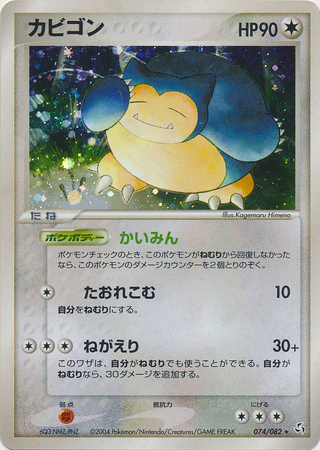 カビゴン HP90
Illus.Kagemaru Himeno
たね
ポケボディー かいみん
ポケモンチェックのとき、このポケモンがねむりから回復しなかった
なら、このポケモンのダメージカウンターを2個とりのぞく。
たおれこむ 10
自分をねむりにする。
ねがえり 30+
このワザは、自分がねむりでも使うことができる。自分が
ねむりなら、30ダメージを追加する。
弱点 抵抗力 にげる
6Q3 NMZ/PNZ ©2004 Pokémon/Nintendo/Creatures/GAME FREAK 074/082 ★